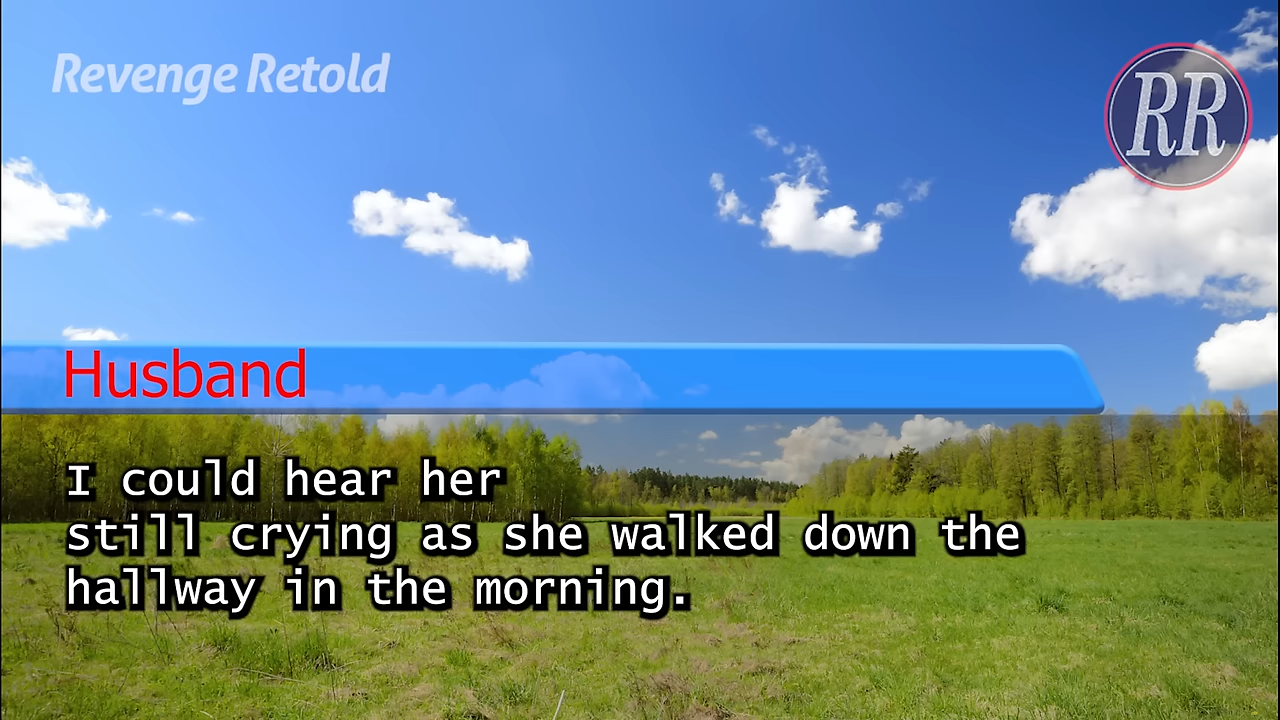 Revenge Retold
RR
Husband
I could hear her
still crying as she walked down the
hallway in the morning.